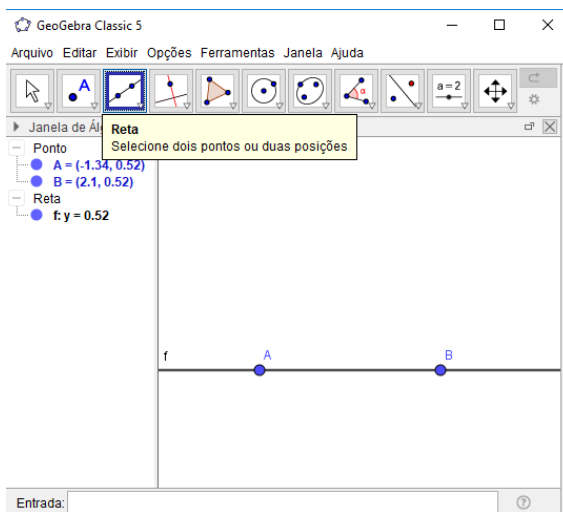 GeoGebra Classic 5
Arquivo Editar Exibir Opções Ferramentas Janela Ajuda
A
α
a=2
Janela de Ál
Reta
Selecione dois pontos ou duas posições
Ponto
A = (-1.34, 0.52)
B = (2.1, 0.52)
Reta
f: y = 0.52
f
A
B
Entrada:
?